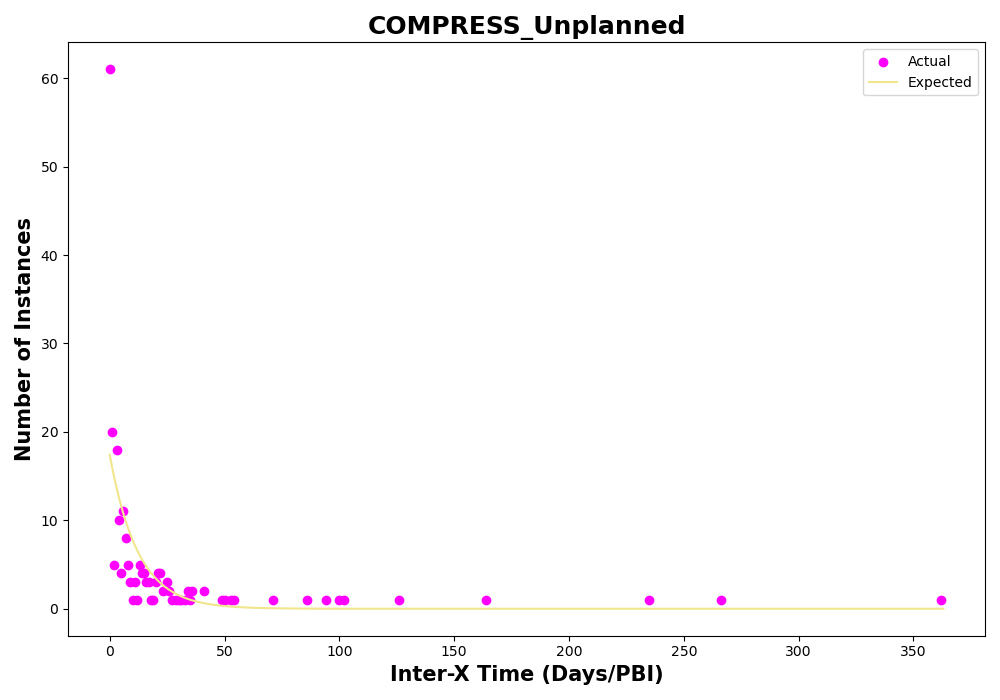 COMPRESS_Unplanned
Actual
Expected
Number of Instances
60
50
40
30
20
10
0
0 50 100 150 200 250 300 350
Inter-X Time (Days/PBI)